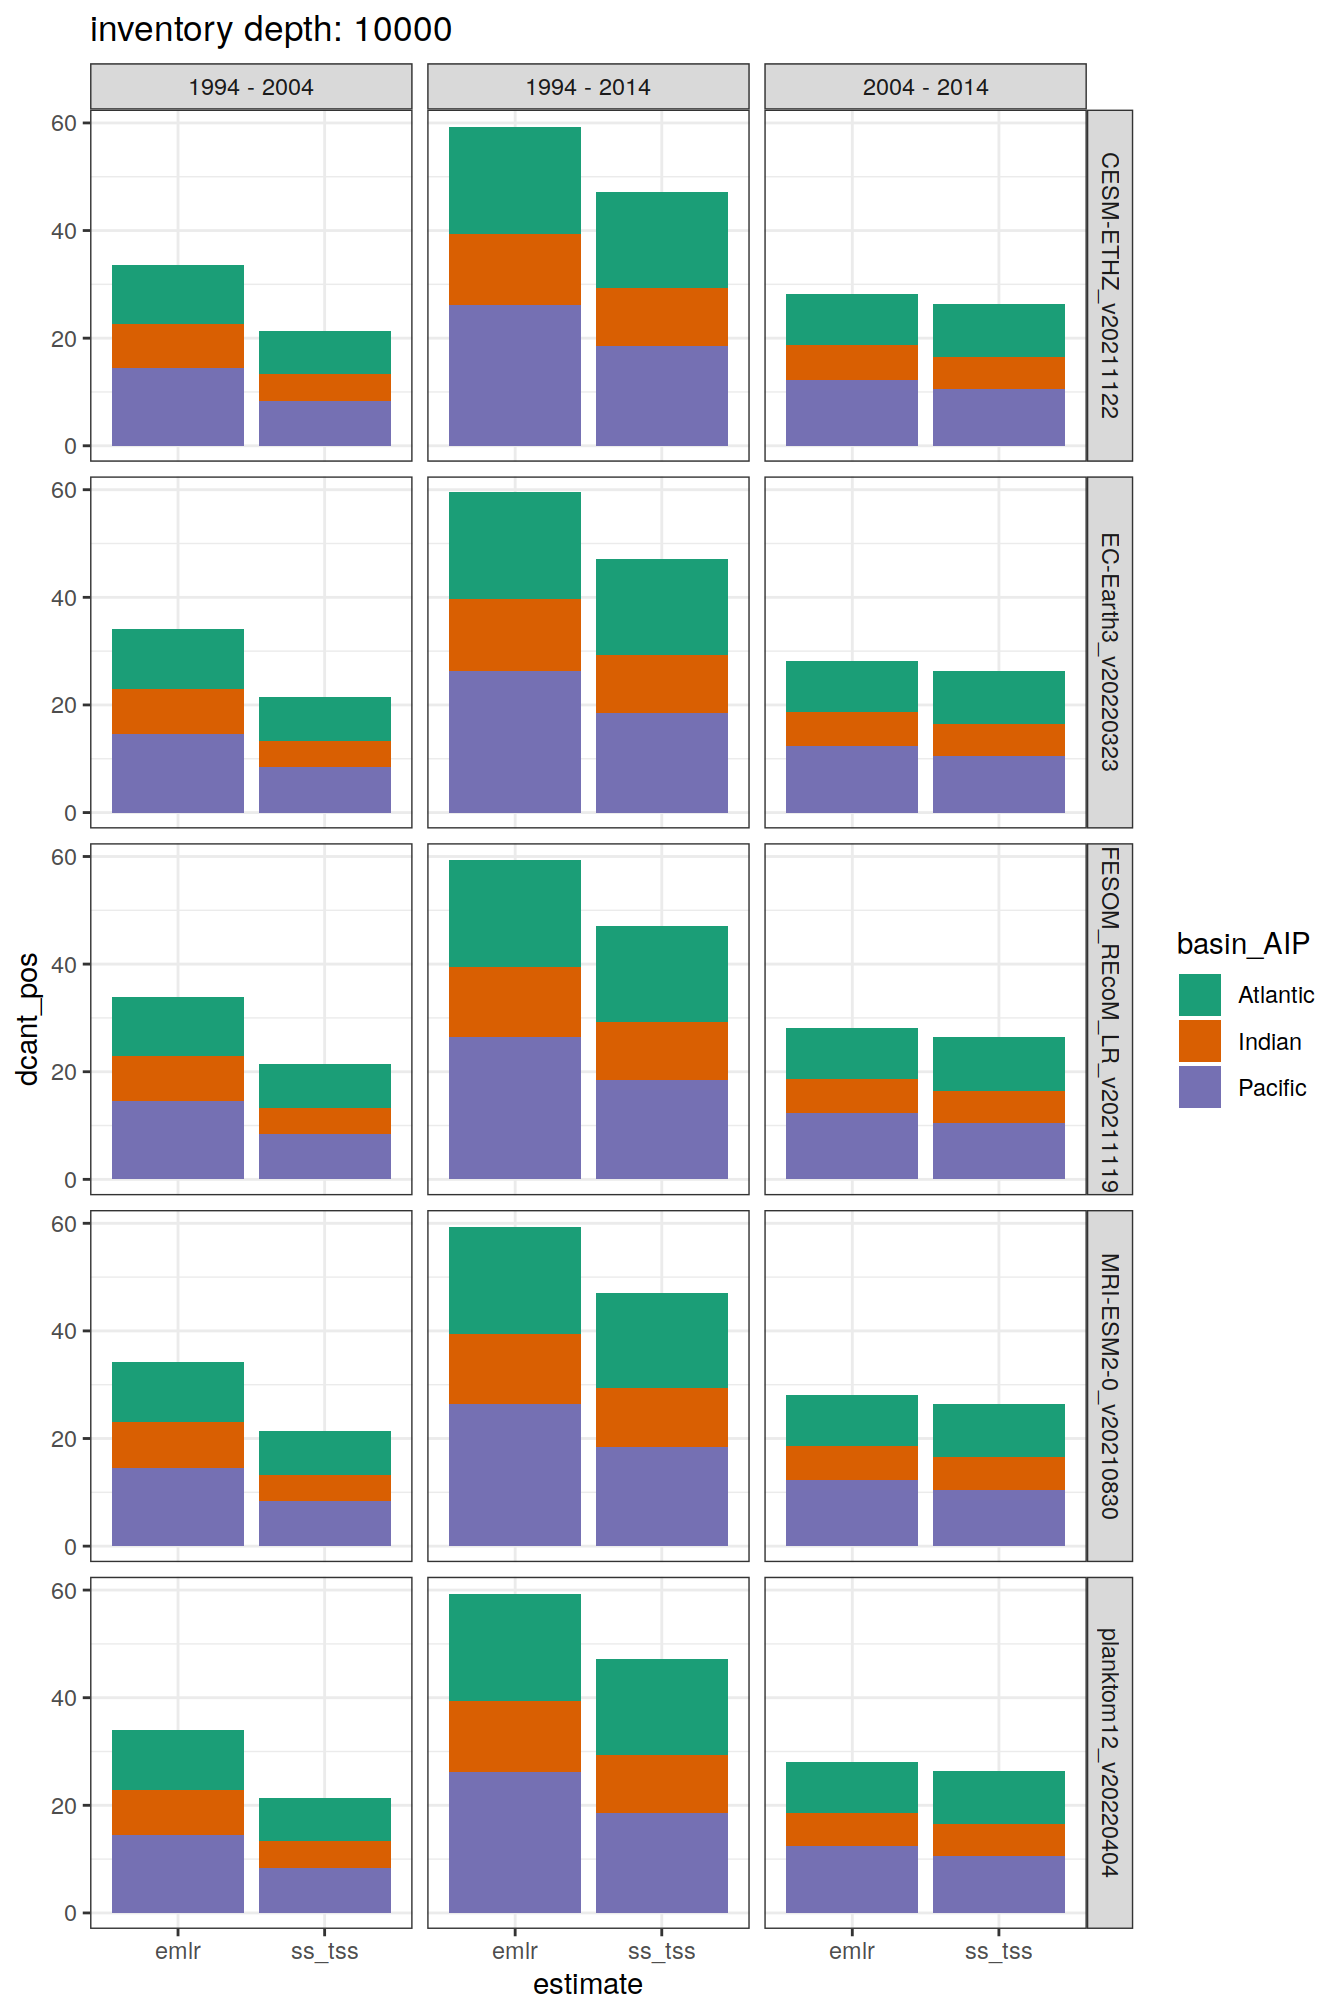 inventory depth: 10000
1994 - 2004
1994 - 2014
2004 - 2014
60
40
20
0
CESM-ETHZ_v20211122
60
40
20
0
EC-Earth3_v20220323
60
40
20
0
FESOM_REcoM_LR_v20211119
60
40
20
0
MRI-ESM2-0_v20210830
60
40
20
0
planktom12_v20220404
dcant_pos
emlr
ss_tss
emlr
ss_tss
emlr
ss_tss
estimate
basin_AIP
Atlantic
Indian
Pacific